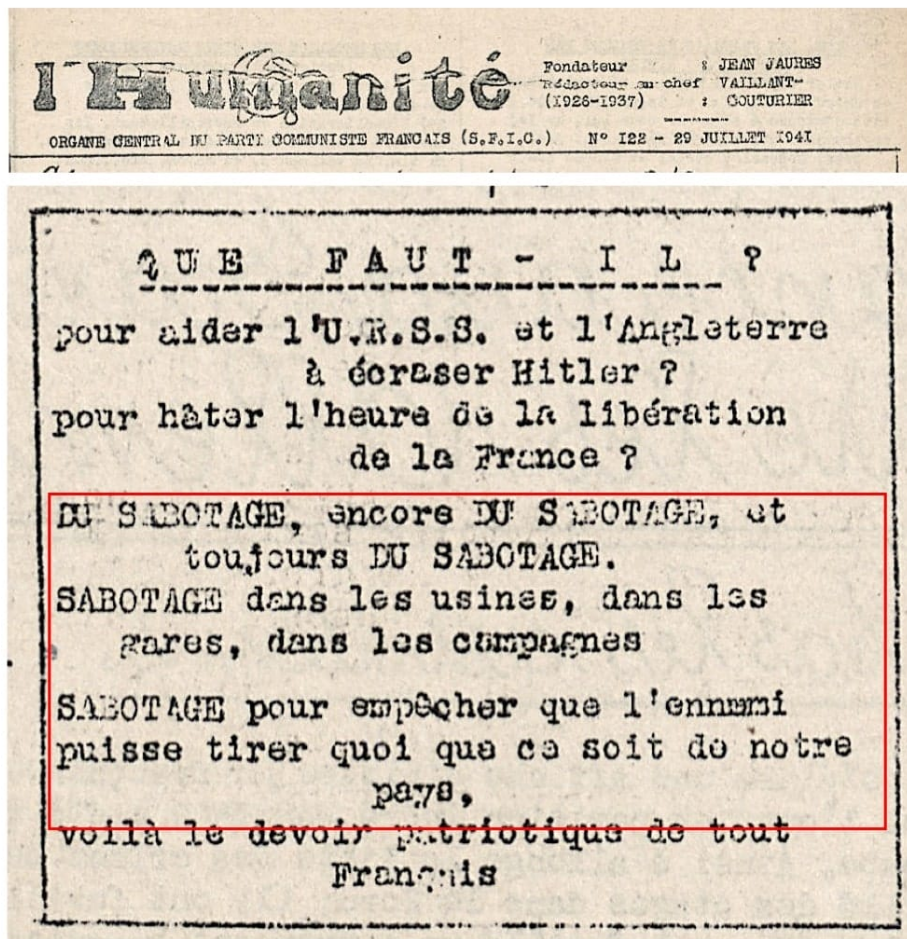 l'Humanité
Fondateur : JEAN JAURES
Rédacteur en chef VAILLANT-
(1926-1937) : COUTURIER
ORGANE CENTRAL DU PARTI COMMUNISTE FRANCAIS (S.F.I.C.) N° 122 - 29 JUILLET 1941
QUE FAUT - IL ?
pour aider l'U.R.S.S. et l'Angleterre
à écraser Hitler ?
pour hâter l'heure de la libération
de la France ?
DU SABOTAGE, encore DU SABOTAGE, et
toujours DU SABOTAGE.
SABOTAGE dans les usines, dans les
gares, dans les campagnes
SABOTAGE pour empêcher que l'ennemi
puisse tirer quoi que ce soit de notre
pays,
voilà le devoir patriotique de tout
Français